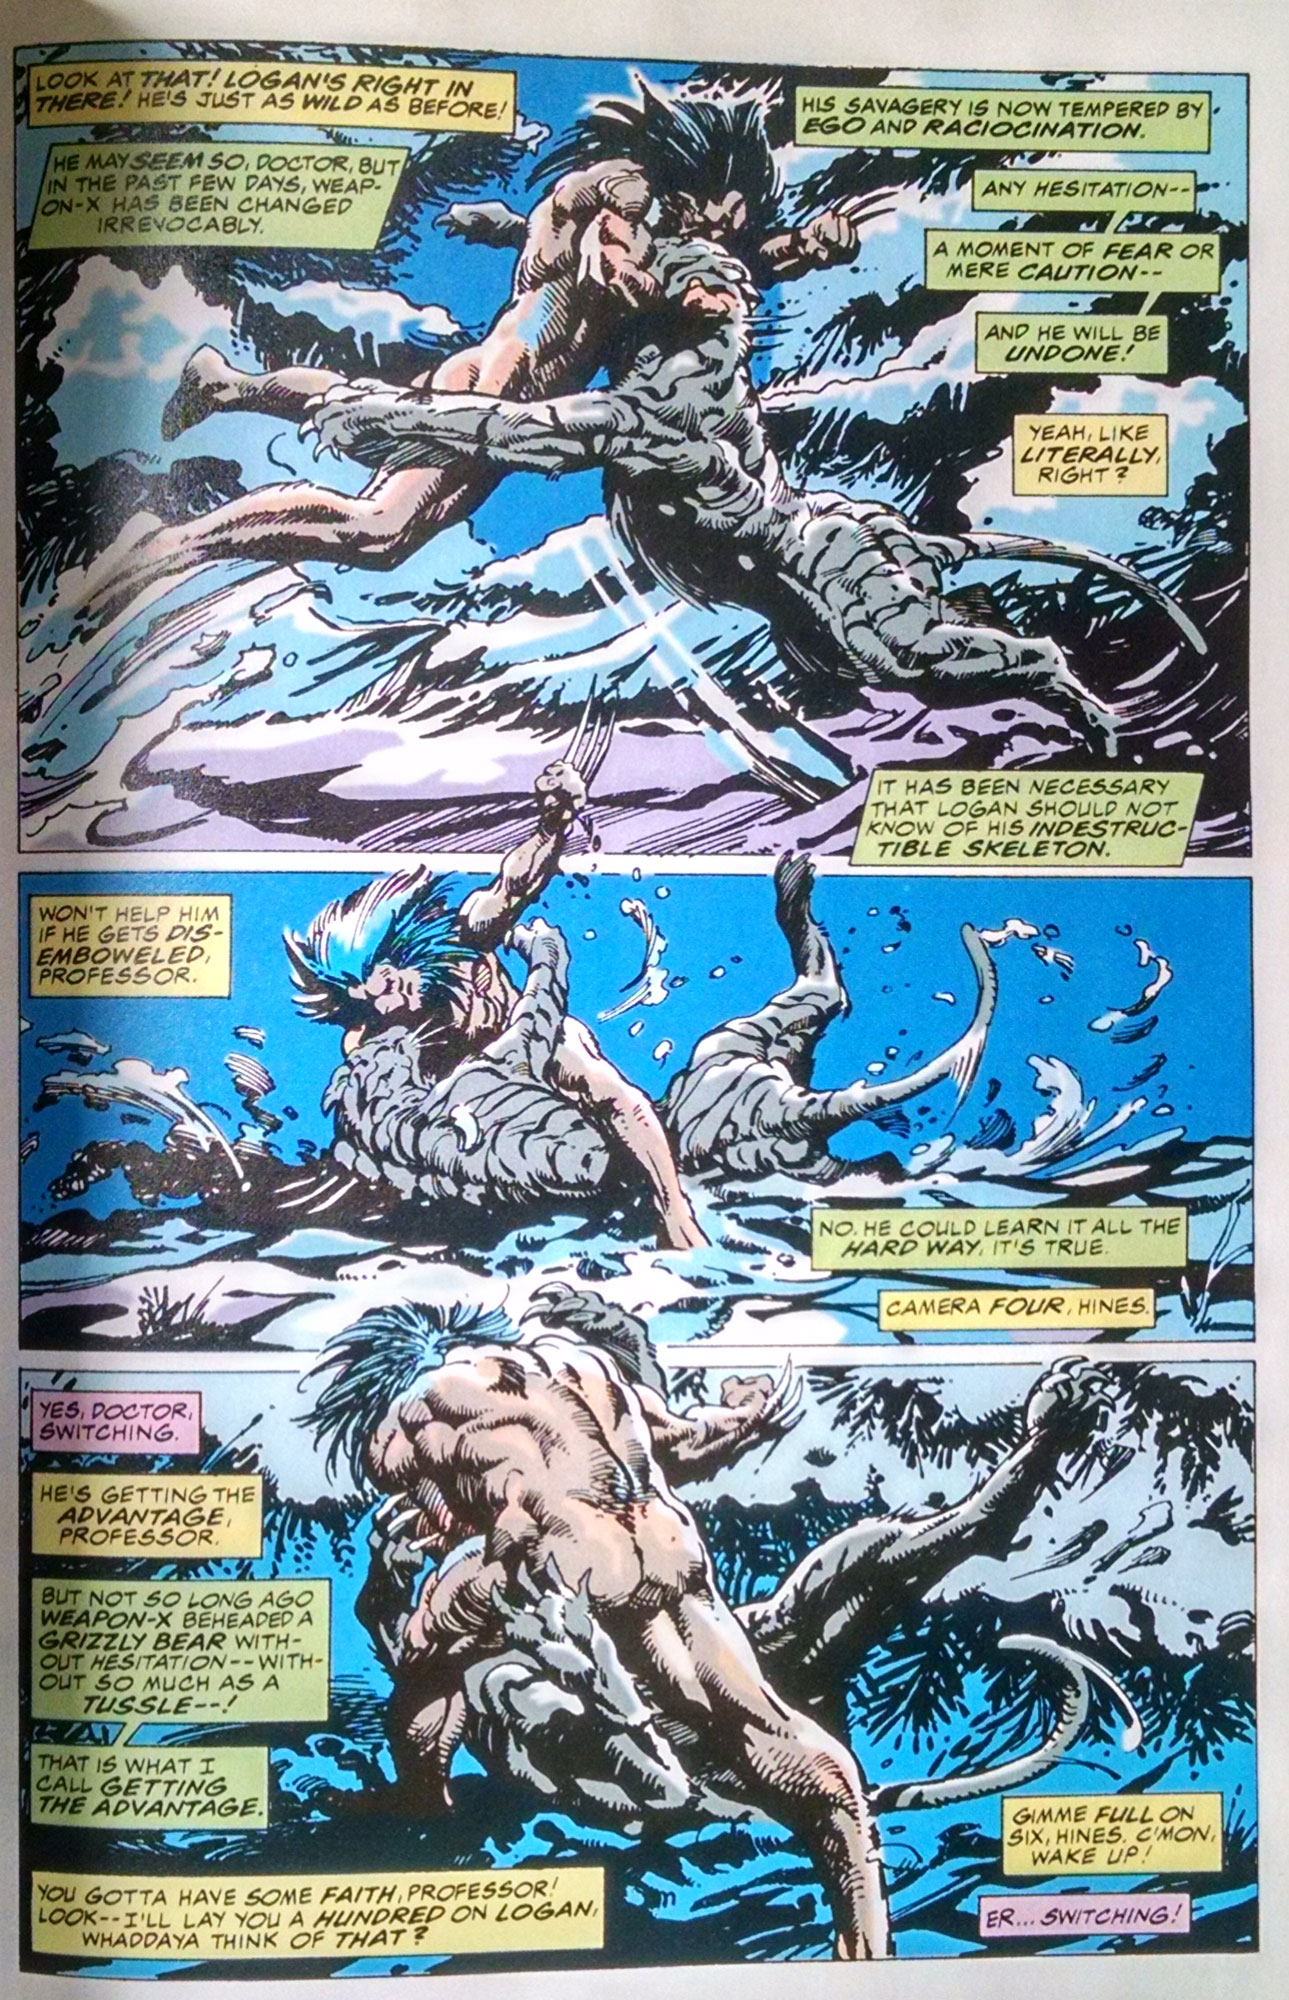 LOOK AT THAT! LOGAN'S RIGHT IN
THERE! HE'S JUST AS WILD AS BEFORE!
HE MAY SEEM SO, DOCTOR, BUT
IN THE PAST FEW DAYS, WEAP-
ON-X HAS BEEN CHANGED
IRREVOCABLY.
HIS SAVAGERY IS NOW TEMPERED BY
EGO AND RACIOCINATION.
ANY HESITATION--
A MOMENT OF FEAR OR
MERE CAUTION--
AND HE WILL BE
UNDONE!
YEAH, LIKE
LITERALLY,
RIGHT?
IT HAS BEEN NECESSARY
THAT LOGAN SHOULD NOT
KNOW OF HIS INDESTRUC-
TIBLE SKELETON.
WON'T HELP HIM
IF HE GETS DIS-
EMBOWELED,
PROFESSOR.
NO. HE COULD LEARN IT ALL THE
HARD WAY, IT'S TRUE.
CAMERA FOUR, HINES.
YES, DOCTOR,
SWITCHING.
HE'S GETTING THE
ADVANTAGE,
PROFESSOR.
BUT NOT SO LONG AGO
WEAPON-X BEHEADED A
GRIZZLY BEAR WITH-
OUT HESITATION--WITH-
OUT SO MUCH AS A
TUSSLE--!
THAT IS WHAT I
CALL GETTING
THE ADVANTAGE.
YOU GOTTA HAVE SOME FAITH, PROFESSOR!
LOOK--I'LL LAY YOU A HUNDRED ON LOGAN,
WHADDAYA THINK OF THAT?
GIMME FULL ON
SIX, HINES. C'MON,
WAKE UP!
ER... SWITCHING!